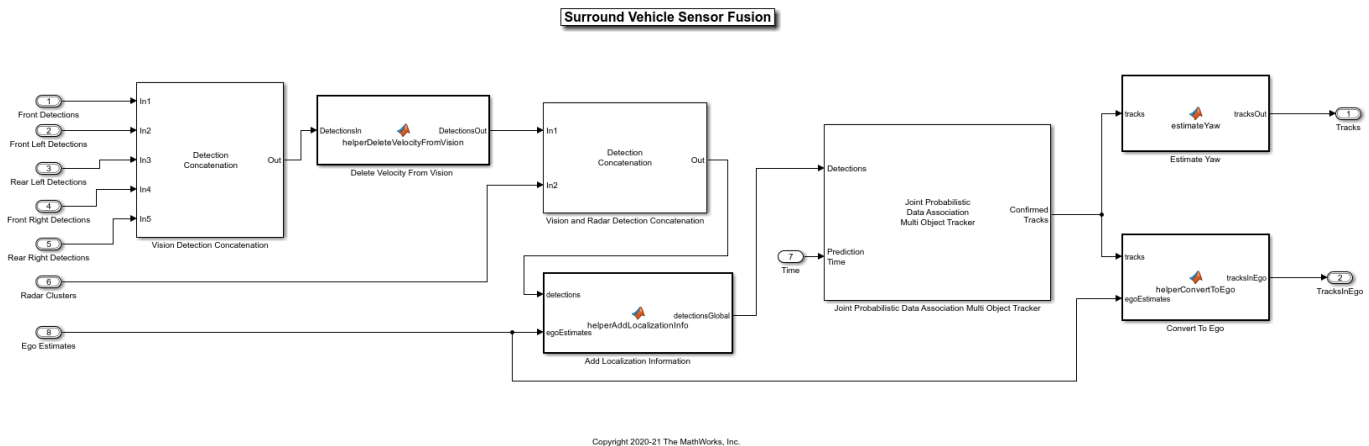 Surround Vehicle Sensor Fusion
1
Front Detections
2
Front Left Detections
3
Rear Left Detections
4
Front Right Detections
5
Rear Right Detections
6
Radar Clusters
8
Ego Estimates
In1
In2
In3
In4
In5
Detection
Concatenation
Out
Vision Detection Concatenation
DetectionsIn
DetectionsOut
helperDeleteVelocityFromVision
Delete Velocity From Vision
In1
In2
Detection
Concatenation
Out
Vision and Radar Detection Concatenation
detections
egoEstimates
helperAddLocalizationInfo
detectionsGlobal
Add Localization Information
7
Time
Detections
Prediction
Time
Joint Probabilistic
Data Association
Multi Object Tracker
Confirmed
Tracks
Joint Probabilistic Data Association Multi Object Tracker
tracks
estimateYaw
tracksOut
Estimate Yaw
1
Tracks
tracks
egoEstimates
helperConvertToEgo
tracksInEgo
Convert To Ego
2
TracksInEgo
Copyright 2020-21 The MathWorks, Inc.